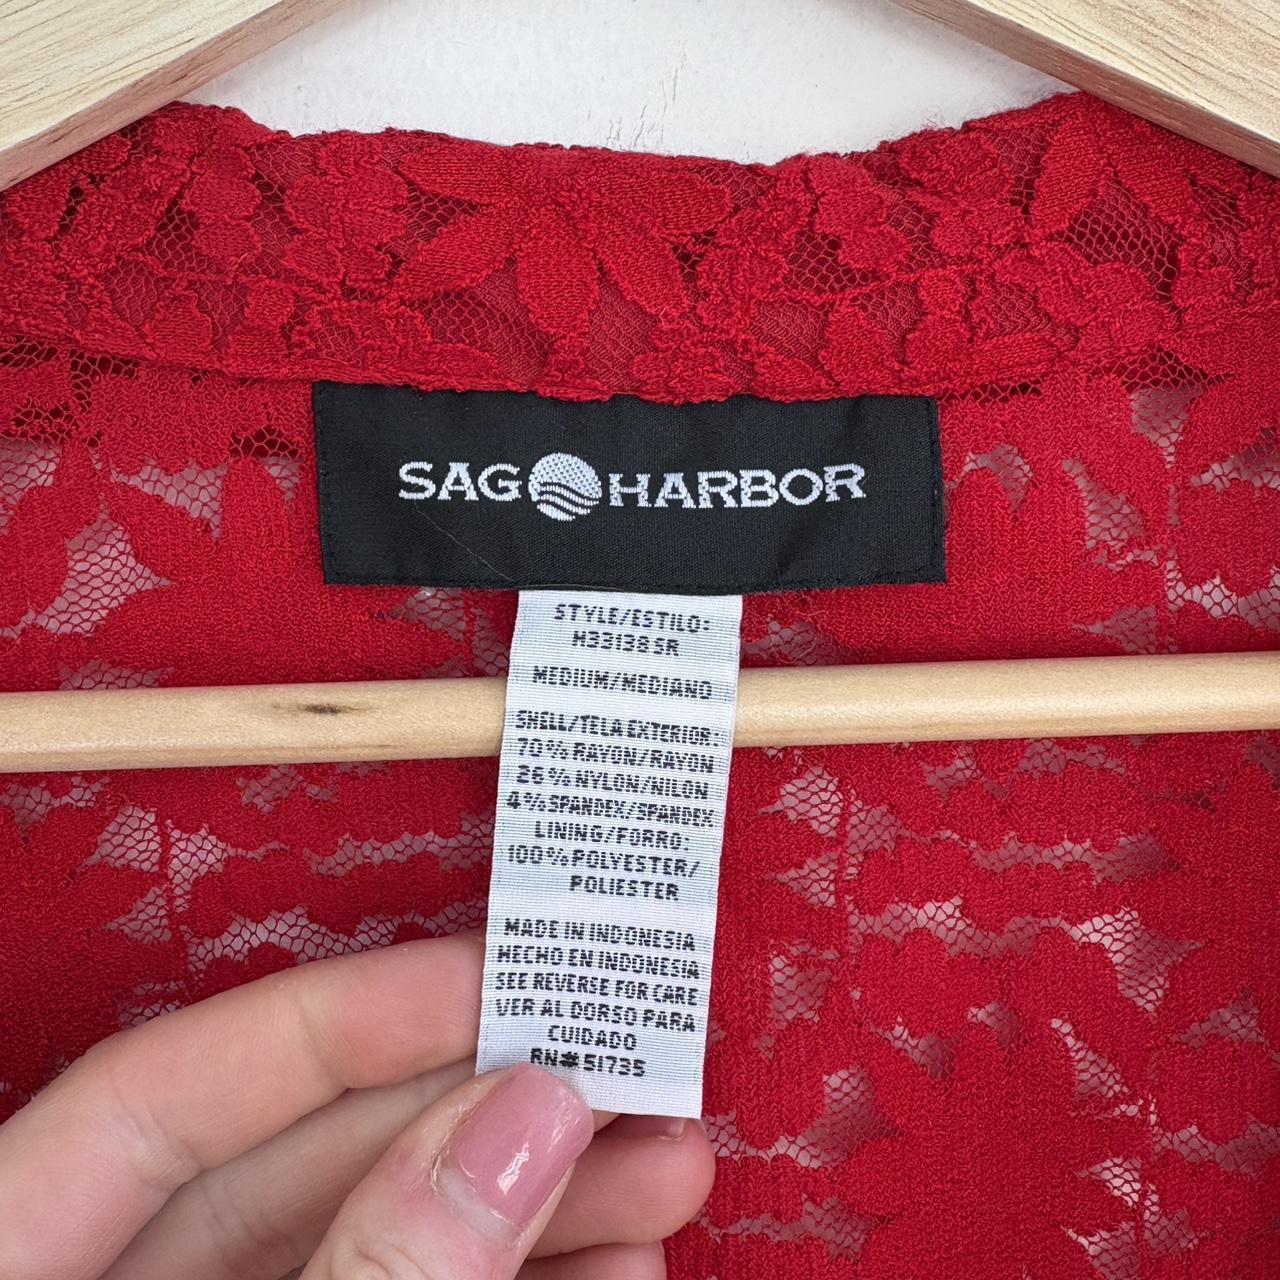 SAG HARBOR
STYLE/ESTILO:
H33138SR
MEDIUM/MEDIANO
SHELL/TELA EXTERIOR:
70% RAYON/RAYON
26% NYLON/NILON
4% SPANDEX/SPANDEX
LINING/FORRO:
100% POLYESTER/
POLIESTER
MADE IN INDONESIA
HECHO EN INDONESIA
SEE REVERSE FOR CARE
VER AL DORSO PARA
CUIDADO
RN# 51735